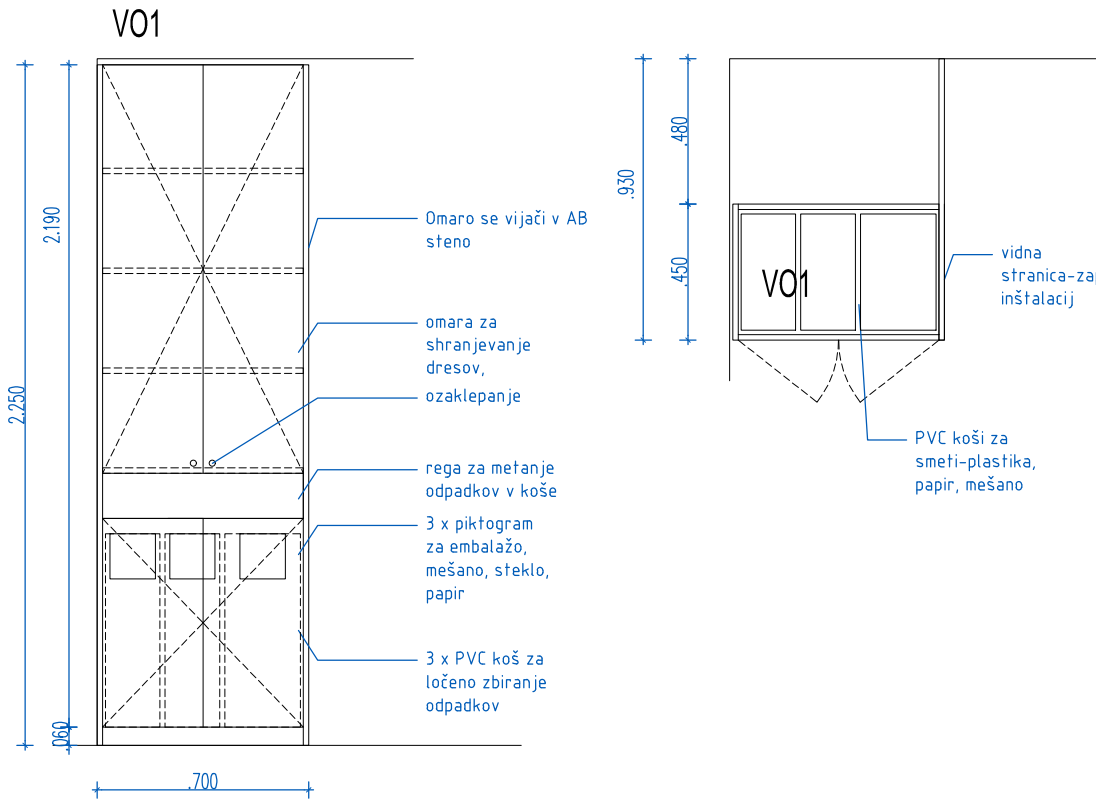 VO1
2.250
2.190
.060
.700
Omaro se vijači v AB
steno
omara za
shranjevanje
dresov,
ozaklepanje
rega za metanje
odpadkov v koše
3 x piktogram
za embalažo,
mešano, steklo,
papir
3 x PVC koš za
ločeno zbiranje
odpadkov
.930
.480
.450
VO1
vidna
stranica-zap
inštalacij
PVC koši za
smeti-plastika,
papir, mešano